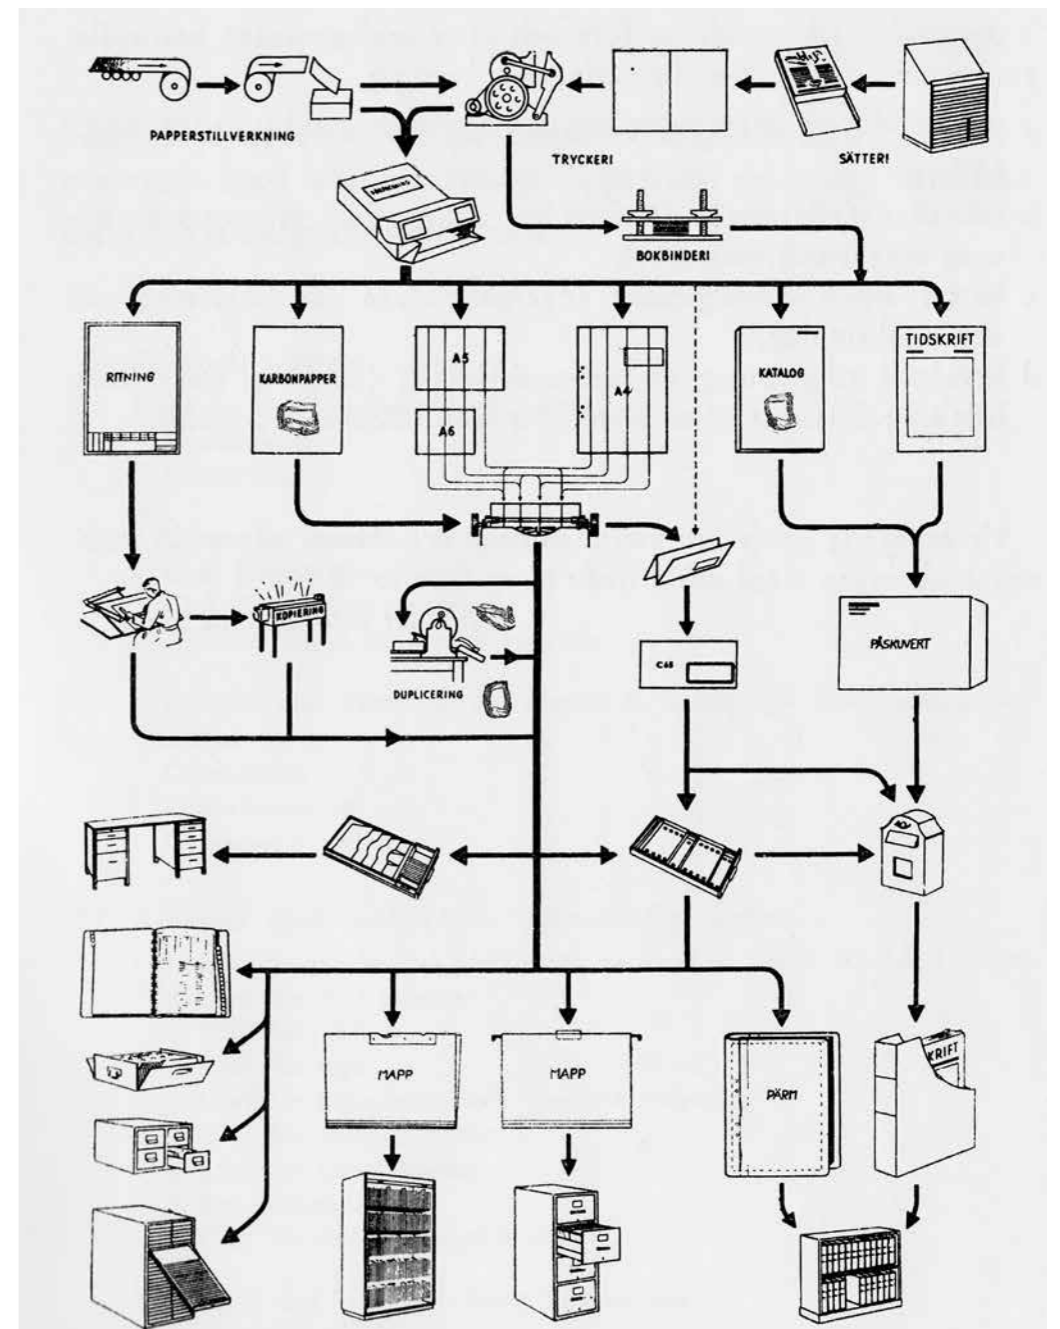 PAPPERSTILLVERKNING
TRYCKERI
SÄTTERI
BOKBINDERI
RITNING
KARBONPAPPER
A5
A6
A4
KATALOG
TIDSKRIFT
KOPIERING
DUPLICERING
C65
PÅSKUVERT
MAPP
MAPP
PÄRM
KRIFT